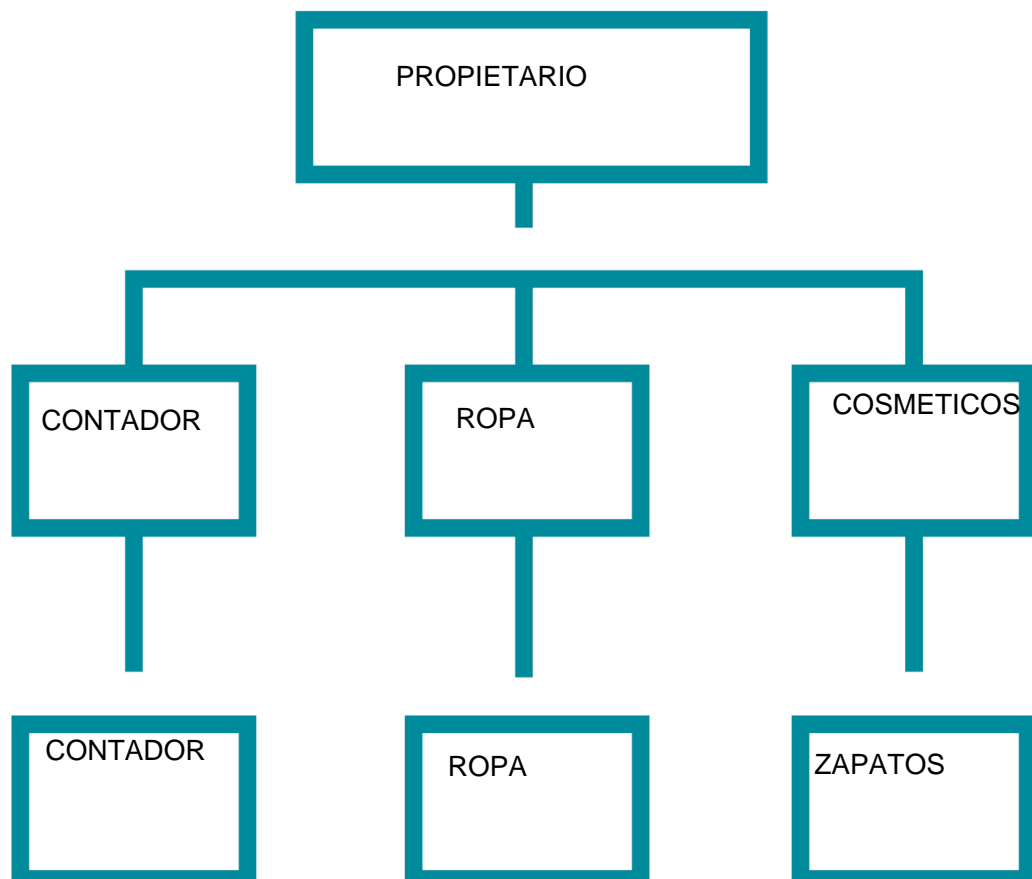 PROPIETARIO
CONTADOR
ROPA
COSMETICOS
CONTADOR
ROPA
ZAPATOS